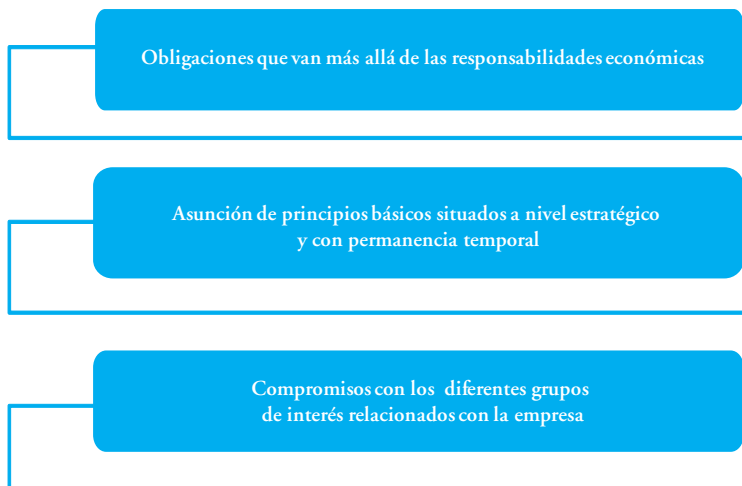 Obligaciones que van más allá de las responsabilidades económicas
Asunción de principios básicos situados a nivel estratégico
y con permanencia temporal
Compromisos con los diferentes grupos
de interés relacionados con la empresa